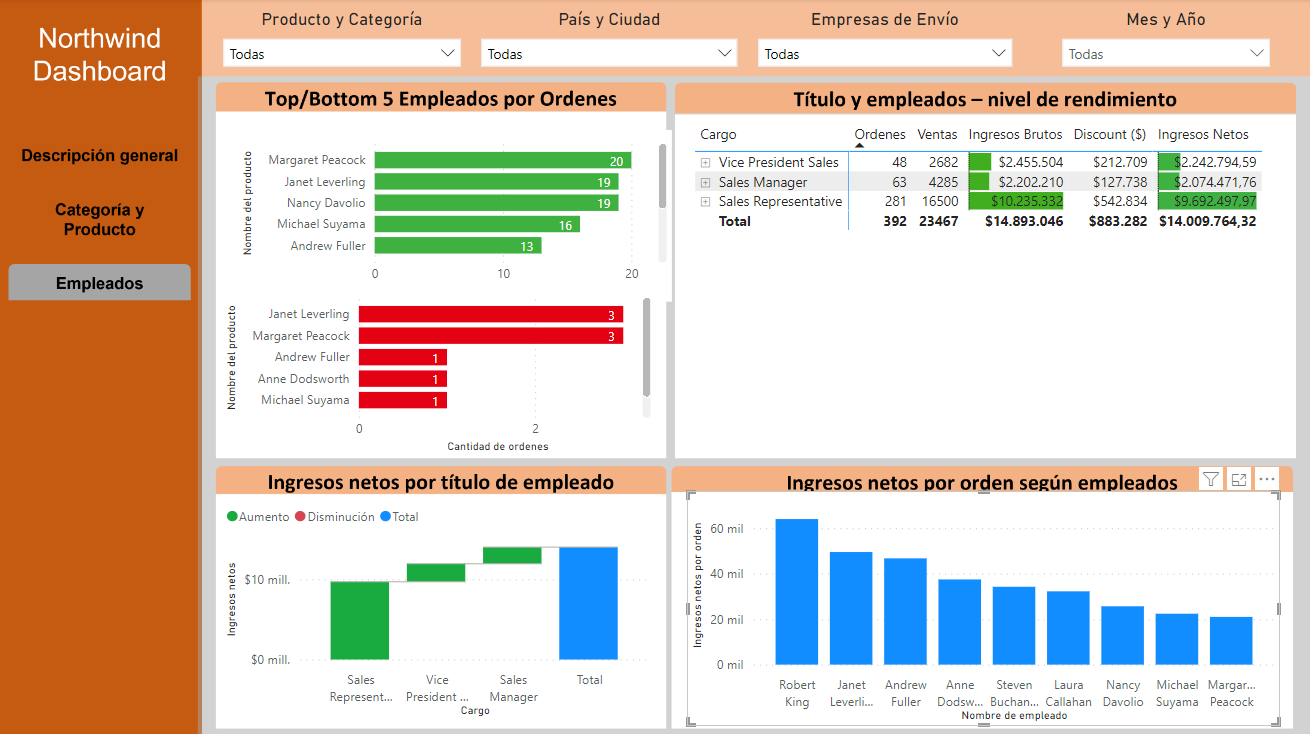 Northwind
Dashboard
Descripción general
Categoría y
Producto
Empleados
Producto y Categoría
País y Ciudad
Empresas de Envío
Mes y Año
Todas
Todas
Todas
Todas
Top/Bottom 5 Empleados por Ordenes
Nombre del producto
Margaret Peacock 20
Janet Leverling 19
Nancy Davolio 19
Michael Suyama 16
Andrew Fuller 13
0 10 20
Nombre del producto
Janet Leverling 3
Margaret Peacock 3
Andrew Fuller 1
Anne Dodsworth 1
Michael Suyama 1
0 2
Cantidad de ordenes
Título y empleados – nivel de rendimiento
Cargo Ordenes Ventas Ingresos Brutos Discount ($) Ingresos Netos
Vice President Sales 48 2682 $2.455.504 $212.709 $2.242.794,59
Sales Manager 63 4285 $2.202.210 $127.738 $2.074.471,76
Sales Representative 281 16500 $10.235.332 $542.834 $9.692.497,97
Total 392 23467 $14.893.046 $883.282 $14.009.764,32
Ingresos netos por título de empleado
Aumento Disminución Total
Ingresos netos
$10 mill.
$0 mill.
Sales Represent...
Vice President ...
Sales Manager
Total
Cargo
Ingresos netos por orden según empleados
Ingresos netos por orden
60 mil
40 mil
20 mil
0 mil
Robert King
Janet Leverli...
Andrew Fuller
Anne Dodsw...
Steven Buchan...
Laura Callahan
Nancy Davolio
Michael Suyama
Margar... Peacock
Nombre de empleado